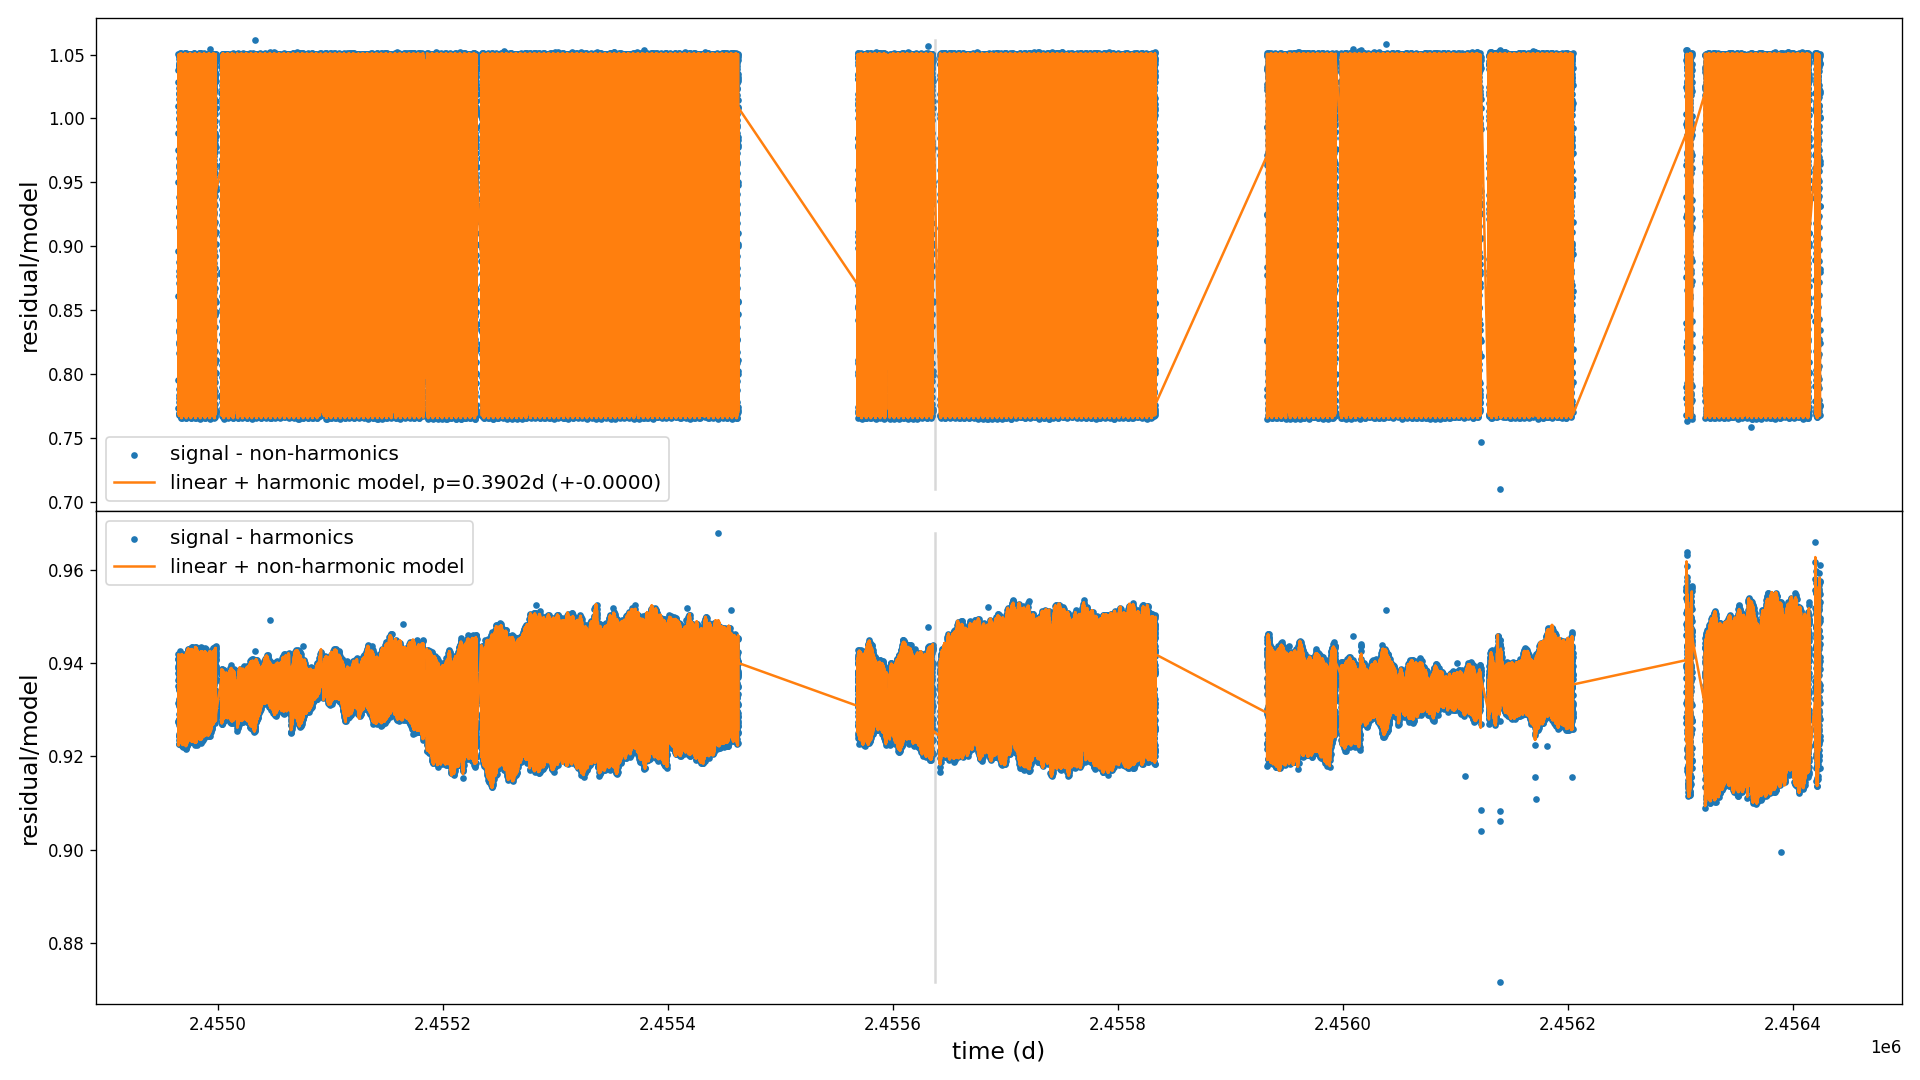 residual/model
1.05
1.00
0.95
0.90
0.85
0.80
0.75
0.70
signal - non-harmonics
linear + harmonic model, p=0.3902d (+-0.0000)
residual/model
0.96
0.94
0.92
0.90
0.88
signal - harmonics
linear + non-harmonic model
2.4550
2.4552
2.4554
2.4556
2.4558
2.4560
2.4562
2.4564
1e6
time (d)